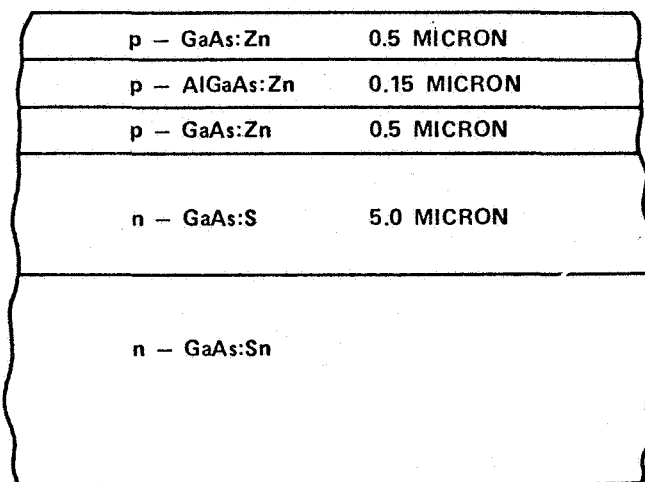 p – GaAs:Zn 0.5 MICRON
p – AlGaAs:Zn 0.15 MICRON
p – GaAs:Zn 0.5 MICRON
n – GaAs:S 5.0 MICRON
n – GaAs:Sn